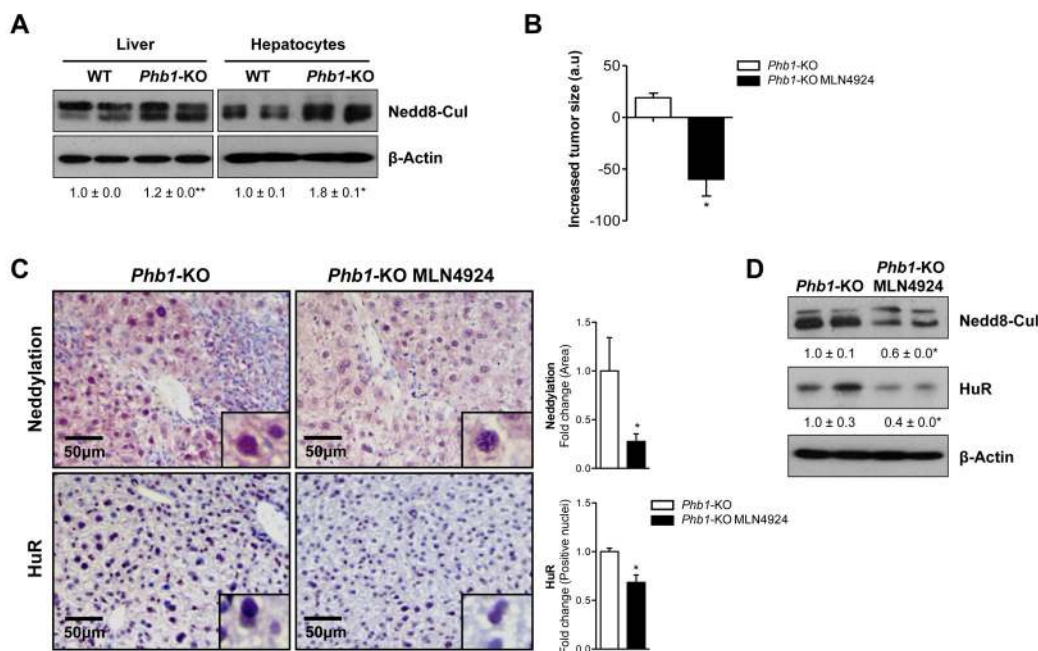 A
Liver
Hepatocytes
WT
Phb1-KO
WT
Phb1-KO
Nedd8-Cul
β-Actin
1.0 ± 0.0
1.2 ± 0.0**
1.0 ± 0.1
1.8 ± 0.1*
B
Phb1-KO
Phb1-KO MLN4924
Increased tumor size (a.u)
50
0
-50
-100
*
C
Phb1-KO
Phb1-KO MLN4924
Neddylation
50μm
50μm
HuR
50μm
50μm
Neddylation
Fold change (Area)
1.5
1.0
0.5
0.0
*
Phb1-KO
Phb1-KO MLN4924
HuR
Fold change (Positive nuclei)
1.5
1.0
0.5
0.0
*
D
Phb1-KO
Phb1-KO
MLN4924
Nedd8-Cul
1.0 ± 0.1
0.6 ± 0.0*
HuR
1.0 ± 0.3
0.4 ± 0.0*
β-Actin